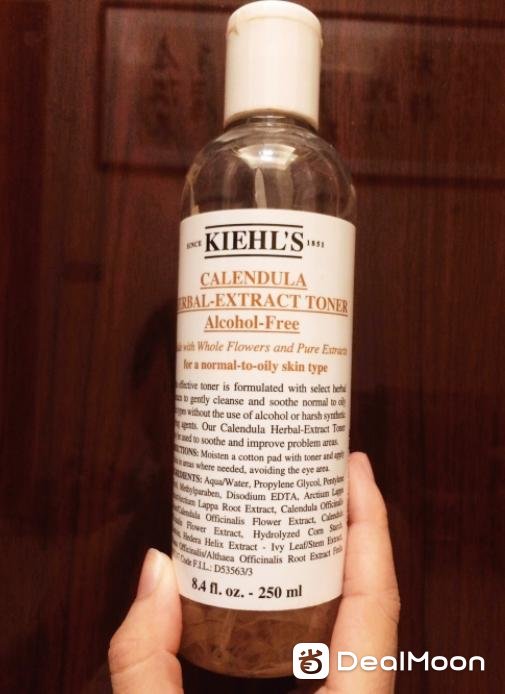 SINCE KIEHL'S 1851
CALENDULA
ERBAL-EXTRACT TONER
Alcohol-Free
with Whole Flowers and Pure Extracts
for a normal-to-oily skin type
effective toner is formulated with select herbal
to gently cleanse and soothe normal to oily
types without the use of alcohol or harsh synthetic
agents. Our Calendula Herbal-Extract Toner
be used to soothe and improve problem areas.
Moisten a cotton pad with toner and apply
in areas where needed, avoiding the eye area.
Aqua/Water, Propylene Glycol, Pentylene
Methylparaben, Disodium EDTA, Arctium Lappa
Lappa Root Extract, Calendula Officinalis
Officinalis Flower Extract, Calendula
Flower Extract, Hydrolyzed Corn Starch,
Hedera Helix Extract - Ivy Leaf/Stem Extract,
Officinalis/Althaea Officinalis Root Extract
Code F.I.L.: D53563/3
8.4 fl. oz. - 250 ml
DealMoon